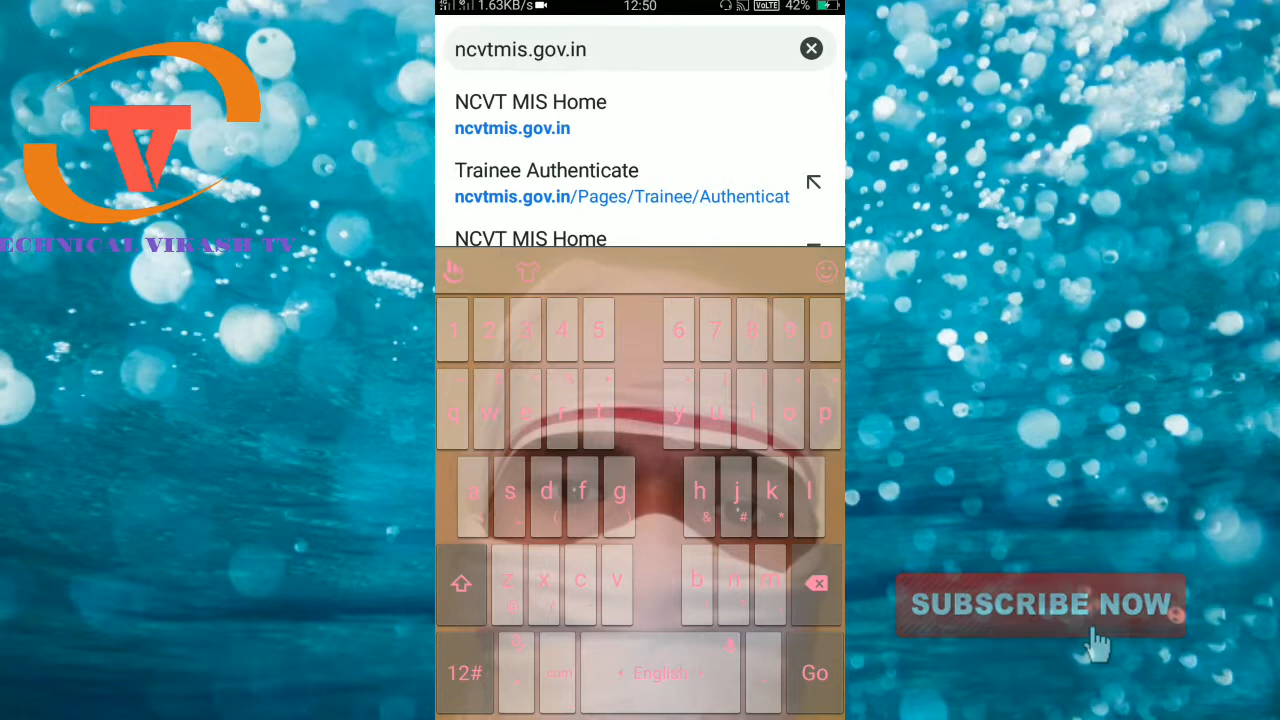 1.63KB/s
12:50
VoLTE 42%
ncvtmis.gov.in
NCVT MIS Home
ncvtmis.gov.in
Trainee Authenticate
ncvtmis.gov.in/Pages/Trainee/Authenticat
NCVT MIS Home
ECHNICAL VIKASH TV
1 2 3 4 5 6 7 8 9 0
q w e r t y u i o p
a s d f g h j k l
& # *
z x c v b n m
12# .com English Go
SUBSCRIBE NOW